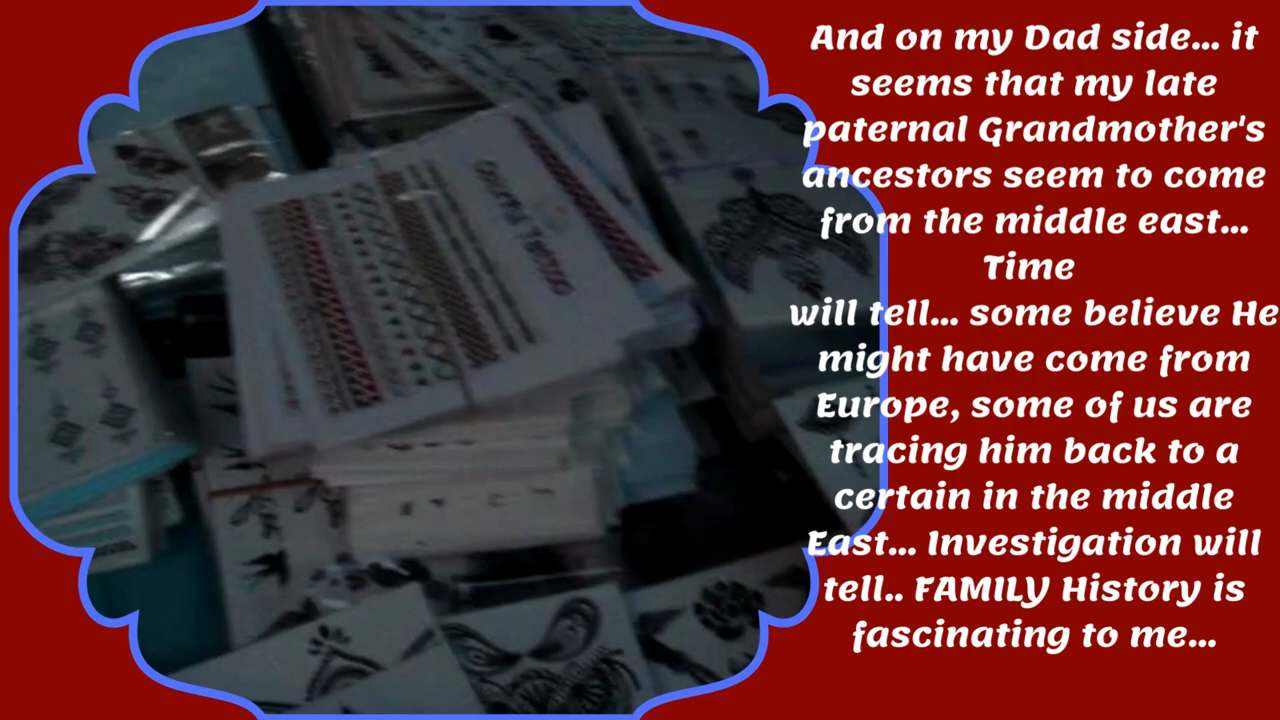 And on my Dad side... it
seems that my late
paternal Grandmother's
ancestors seem to come
from the middle east...
Time
will tell... some believe He
might have come from
Europe, some of us are
tracing him back to a
certain in the middle
East... Investigation will
tell.. FAMILY History is
fascinating to me...